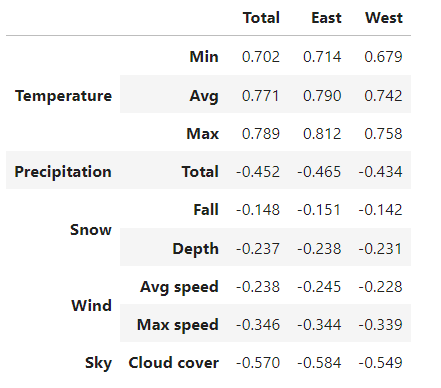 Total East West
Min 0.702 0.714 0.679
Temperature Avg 0.771 0.790 0.742
Max 0.789 0.812 0.758
Precipitation Total -0.452 -0.465 -0.434
Fall -0.148 -0.151 -0.142
Snow
Depth -0.237 -0.238 -0.231
Avg speed -0.238 -0.245 -0.228
Wind
Max speed -0.346 -0.344 -0.339
Sky Cloud cover -0.570 -0.584 -0.549